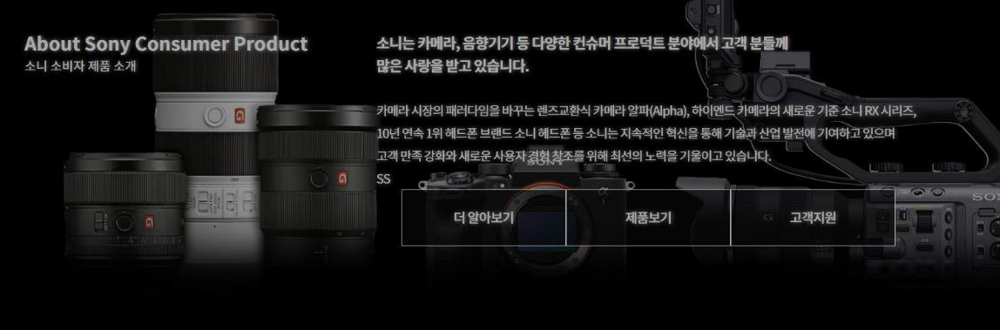 About Sony Consumer Product
소니 소비자 제품 소개
소니는 카메라, 음향기기 등 다양한 컨슈머 프로덕트 분야에서 고객 분들께
많은 사랑을 받고 있습니다.
카메라 시장의 패러다임을 바꾸는 렌즈교환식 카메라 알파(Alpha), 하이엔드 카메라의 새로운 기준 소니 RX 시리즈,
10년 연속 1위 헤드폰 브랜드 소니 헤드폰 등 소니는 지속적인 혁신을 통해 기술과 산업 발전에 기여하고 있으며
고객 만족 강화와 새로운 사용자 경험 창조를 위해 최선의 노력을 기울이고 있습니다.
SS
더 알아보기
제품보기
고객지원
G
G
G
SONY
α
G
SO